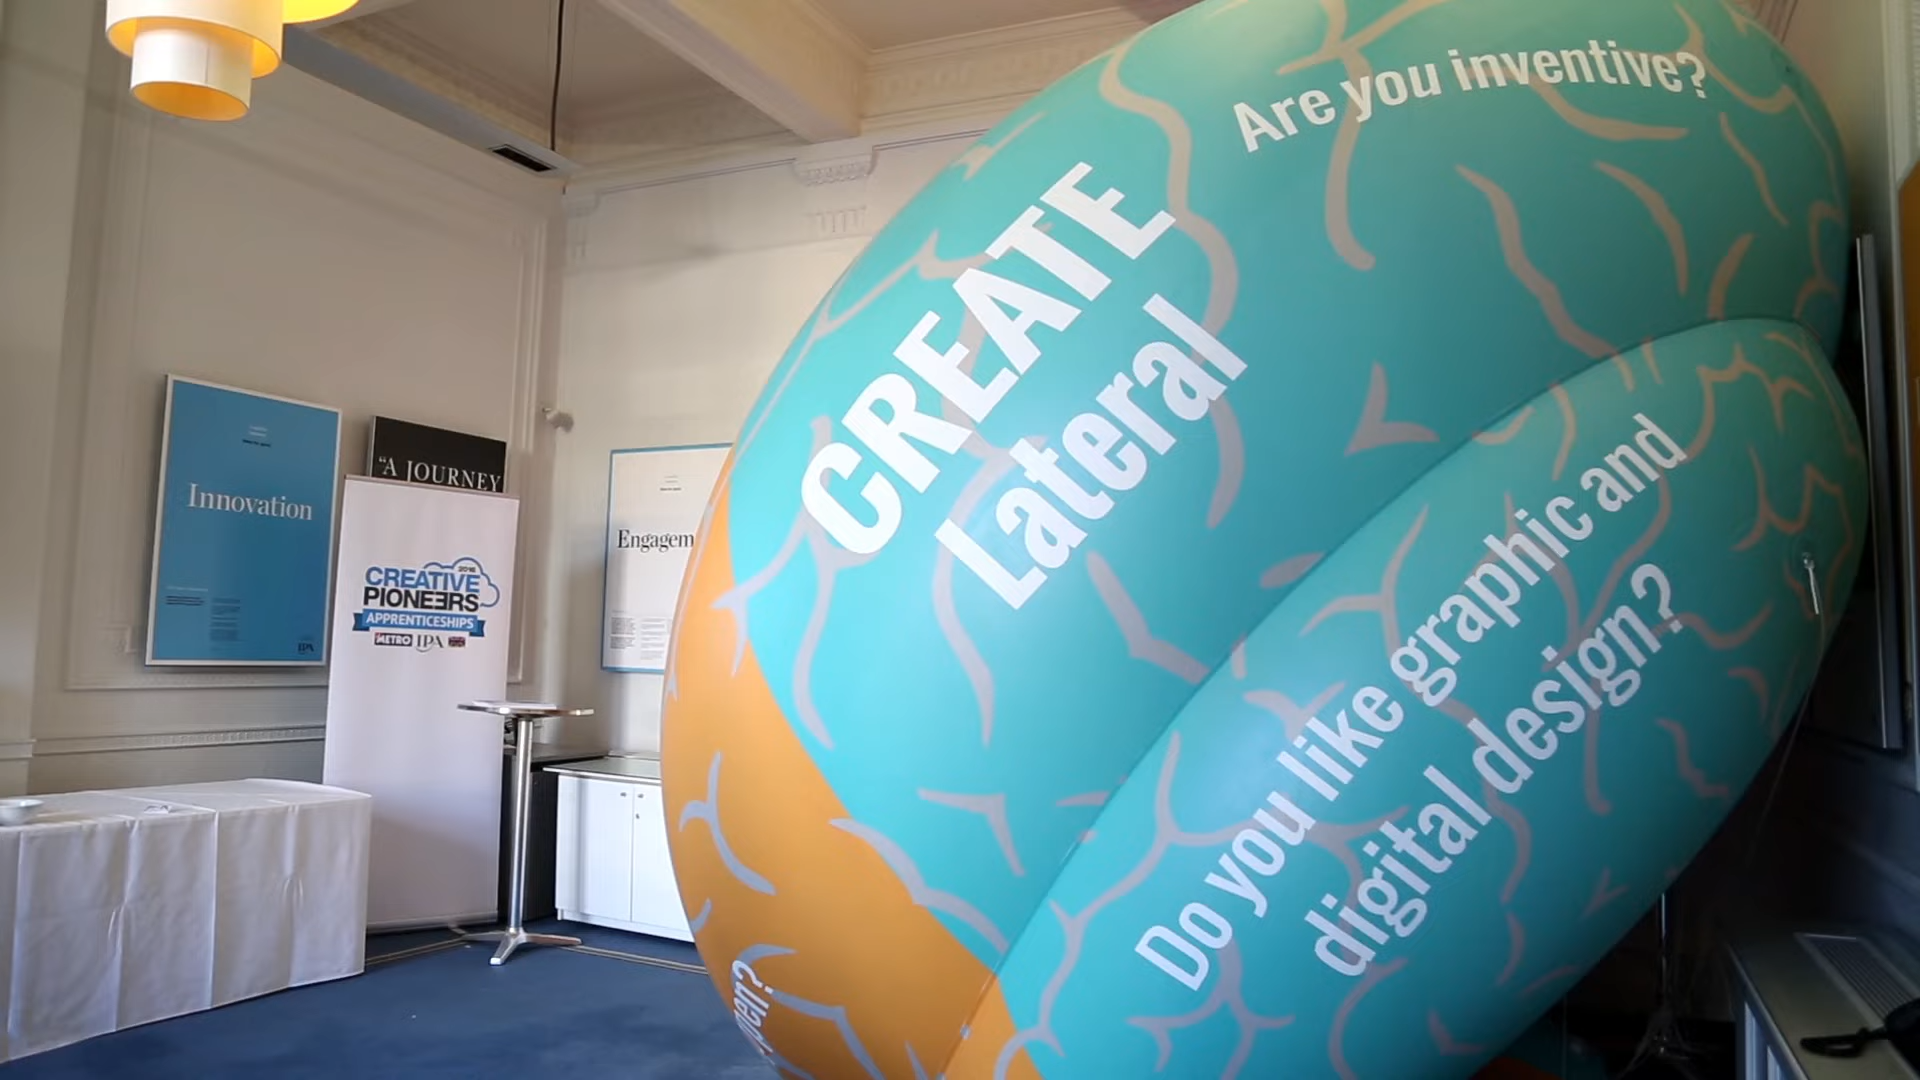 Innovation
IPA
"A JOURNEY
2016
CREATIVE
PIONEERS
APPRENTICESHIPS
METRO IPA
Engagem
Are you inventive?
CREATE
Lateral
Do you like graphic and
digital design?